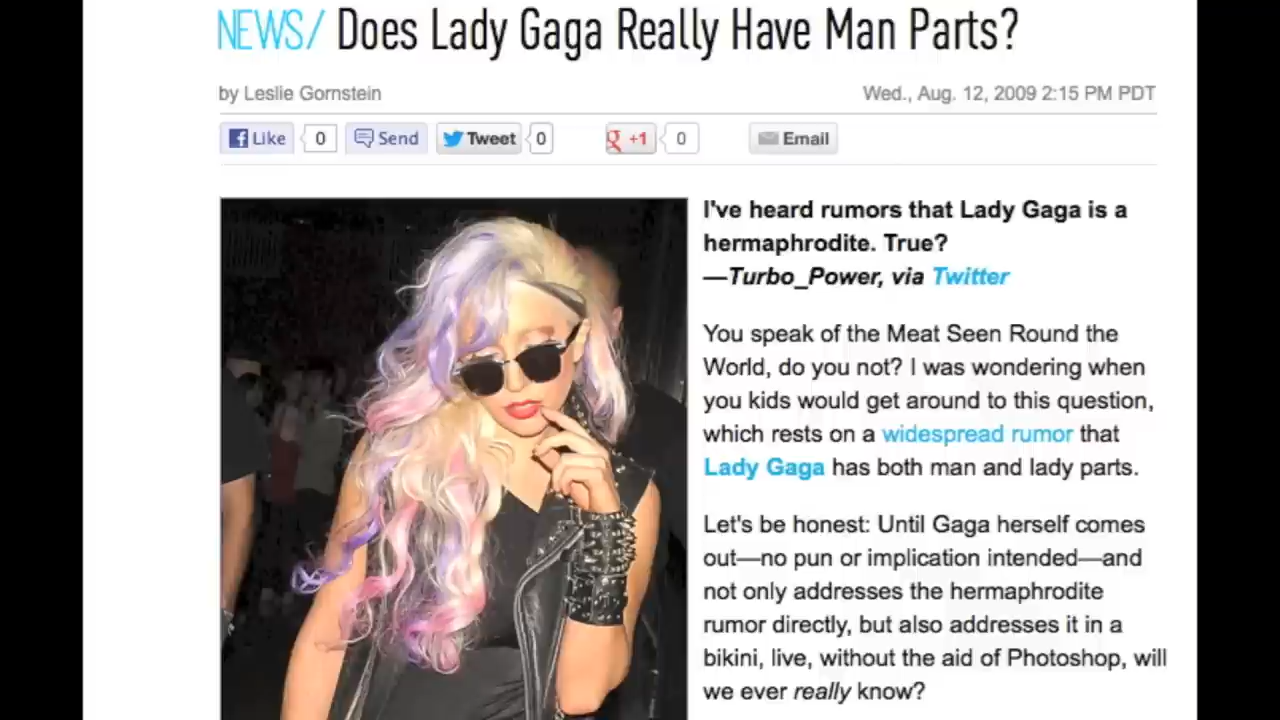 NEWS/ Does Lady Gaga Really Have Man Parts?
by Leslie Gornstein
Wed., Aug. 12, 2009 2:15 PM PDT
Like 0 Send Tweet 0 +1 0 Email
I've heard rumors that Lady Gaga is a
hermaphrodite. True?
—Turbo_Power, via Twitter
You speak of the Meat Seen Round the
World, do you not? I was wondering when
you kids would get around to this question,
which rests on a widespread rumor that
Lady Gaga has both man and lady parts.
Let's be honest: Until Gaga herself comes
out—no pun or implication intended—and
not only addresses the hermaphrodite
rumor directly, but also addresses it in a
bikini, live, without the aid of Photoshop, will
we ever really know?